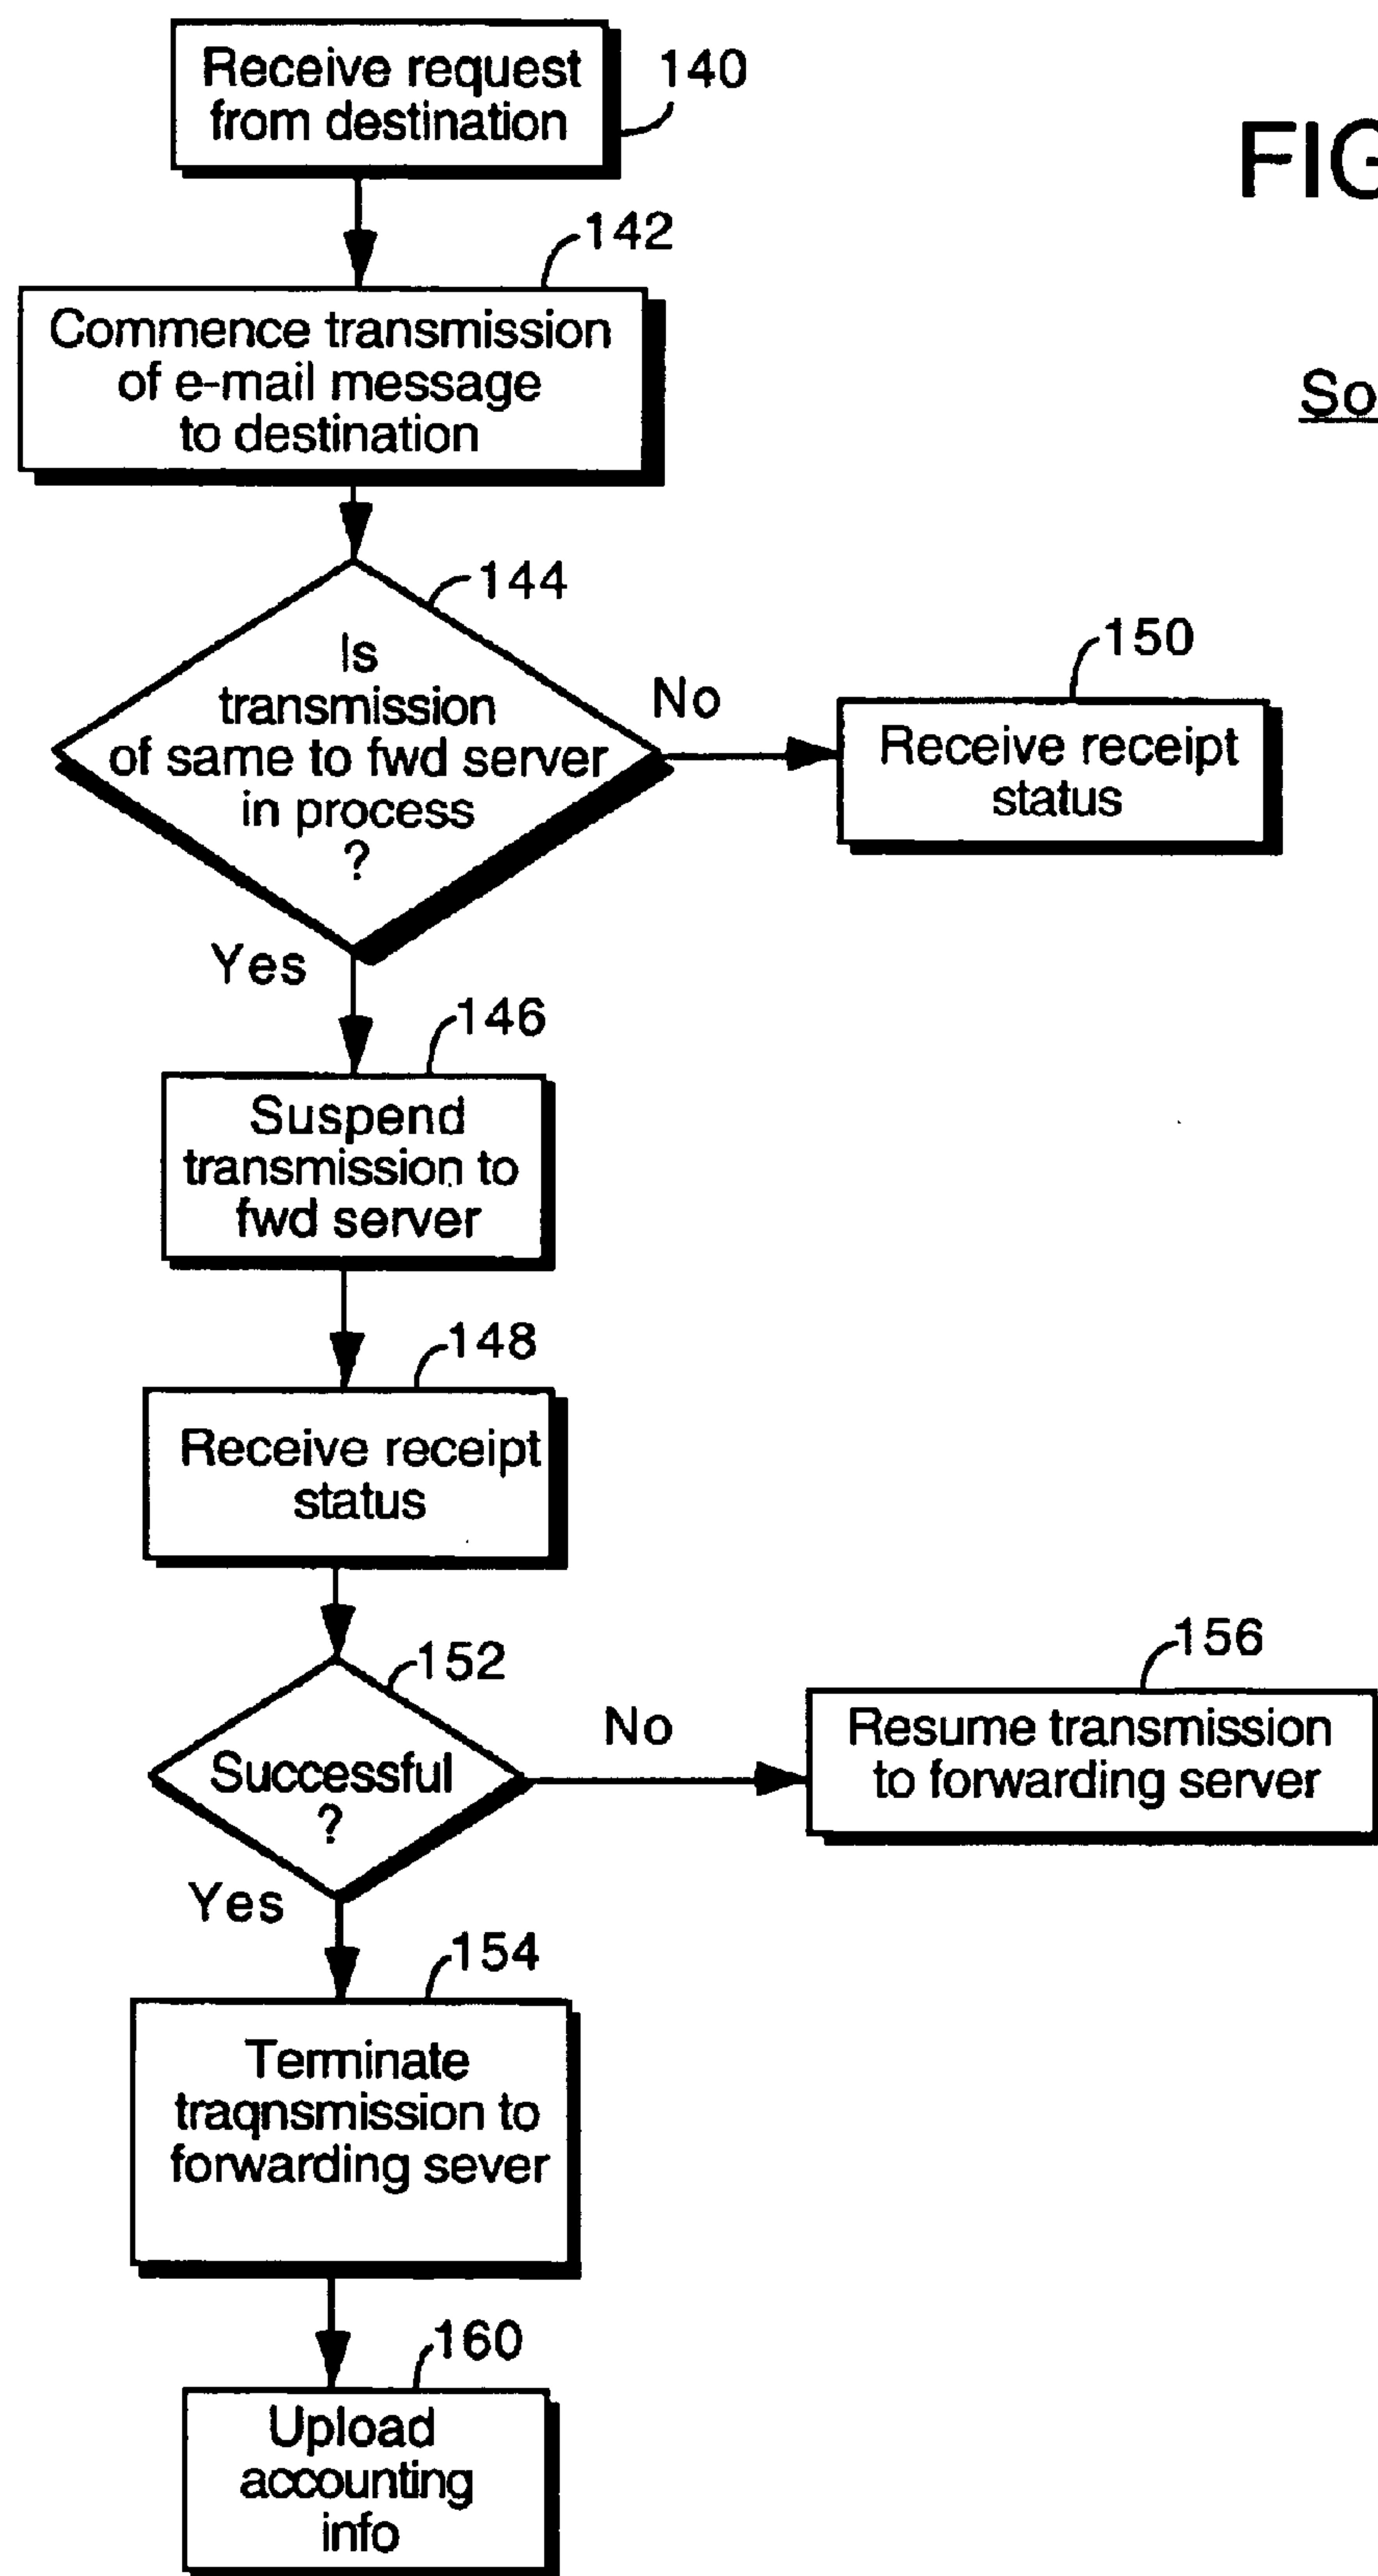 Receive request
from destination
140
FIG
142
Commence transmission
of e-mail message
to destination
So
144
Is
transmission
of same to fwd server
in process
?
No
150
Receive receipt
status
Yes
146
Suspend
transmission to
fwd server
148
Receive receipt
status
152
Successful
?
No
156
Resume transmission
to forwarding server
Yes
154
Terminate
traqnsmission to
forwarding sever
160
Upload
accounting
info